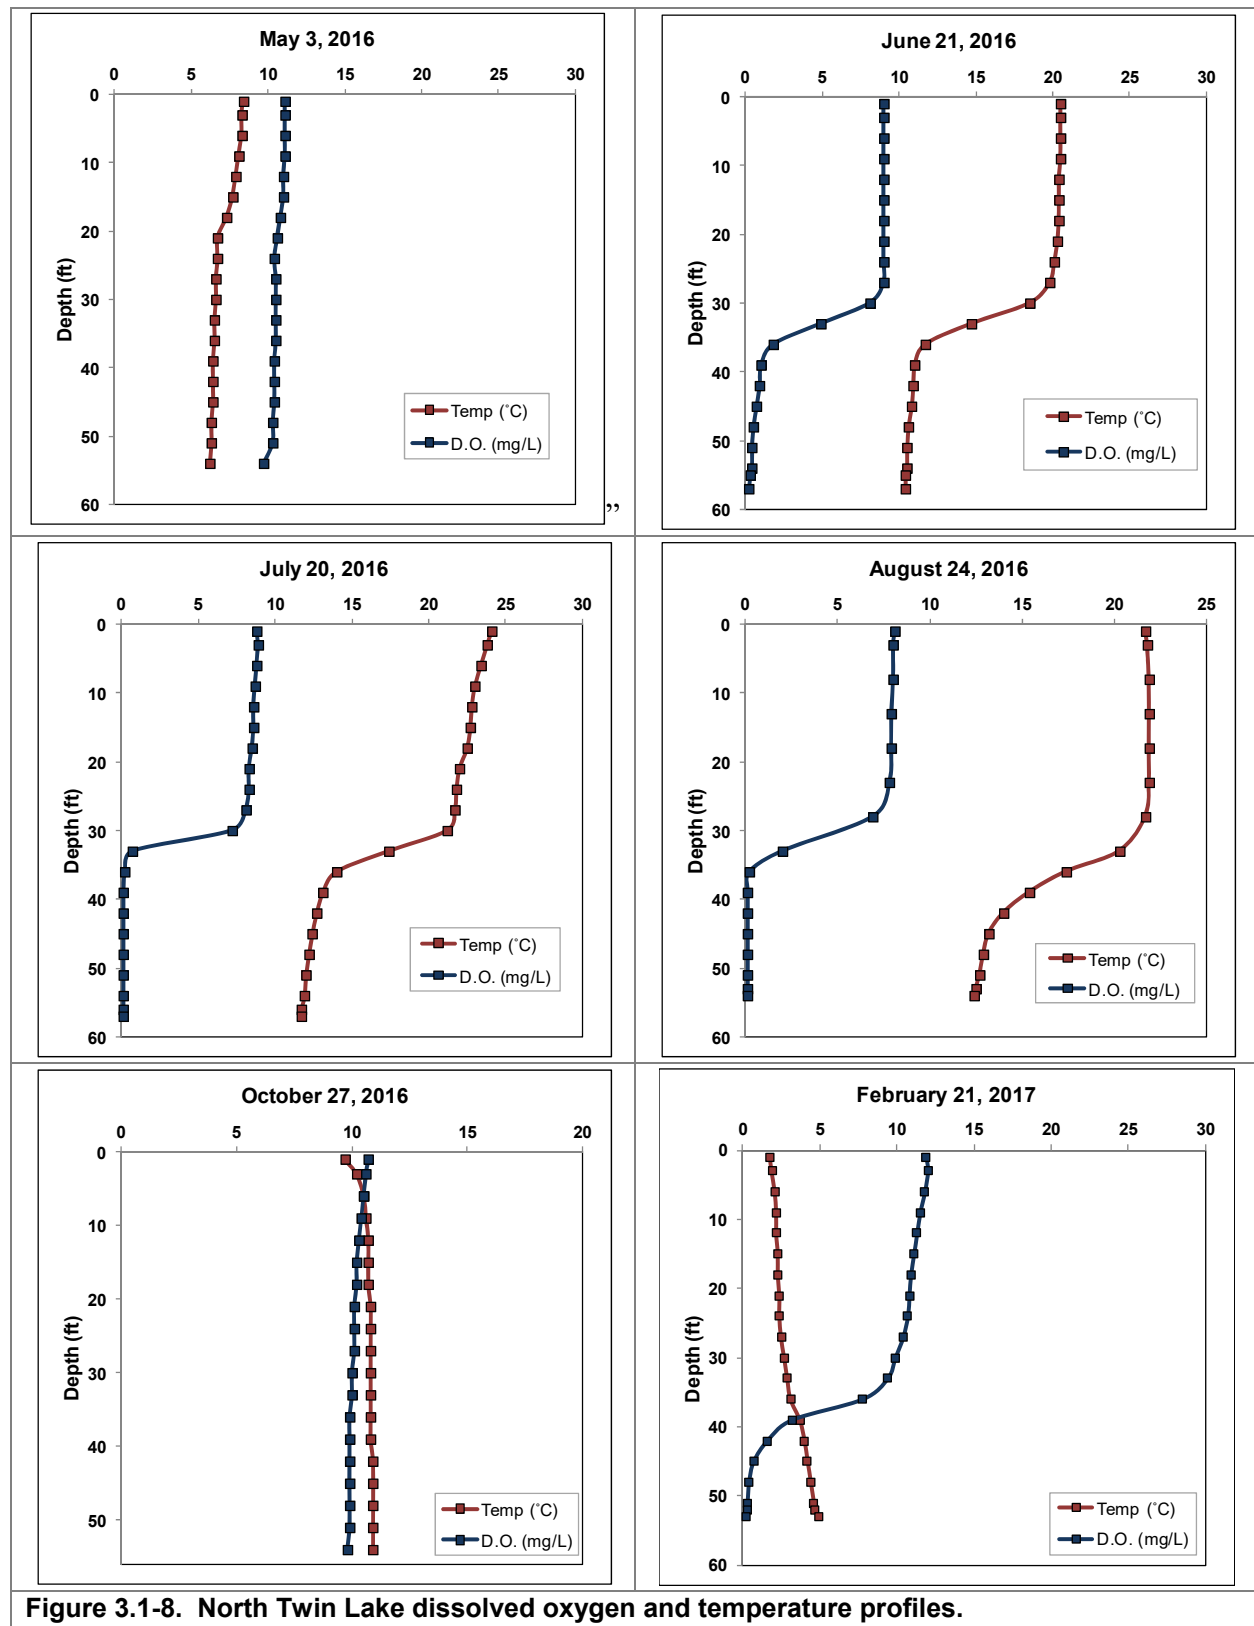 May 3, 2016
0 5 10 15 20 25 30
0
10
20
30
40
50
60
Depth (ft)
Temp (˚C)
D.O. (mg/L)
”
June 21, 2016
0 5 10 15 20 25 30
0
10
20
30
40
50
60
Depth (ft)
Temp (˚C)
D.O. (mg/L)
July 20, 2016
0 5 10 15 20 25 30
0
10
20
30
40
50
60
Depth (ft)
Temp (˚C)
D.O. (mg/L)
August 24, 2016
0 5 10 15 20 25
0
10
20
30
40
50
60
Depth (ft)
Temp (˚C)
D.O. (mg/L)
October 27, 2016
0 5 10 15 20
0
10
20
30
40
50
Depth (ft)
Temp (˚C)
D.O. (mg/L)
February 21, 2017
0 5 10 15 20 25 30
0
10
20
30
40
50
60
Depth (ft)
Temp (˚C)
D.O. (mg/L)
Figure 3.1-8. North Twin Lake dissolved oxygen and temperature profiles.